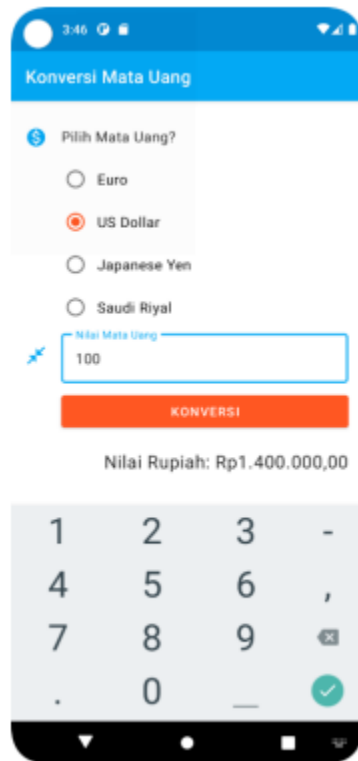 3:46
Konversi Mata Uang
Pilih Mata Uang?
Euro
US Dollar
Japanese Yen
Saudi Riyal
Nilai Mata Uang
100
KONVERSI
Nilai Rupiah: Rp1.400.000,00
1 2 3 -
4 5 6 ,
7 8 9
. 0 _